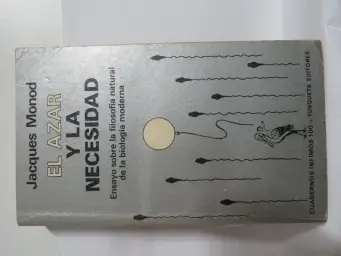 Jacques Monod
EL AZAR
Y LA
NECESIDAD
Ensayo sobre la filosofía natural
de la biología moderna
CUADERNOS INFIMOS 100 - TUSQUETS EDITORES